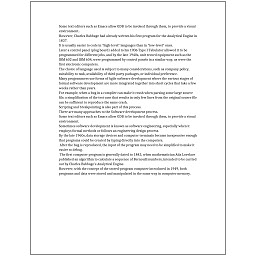 Some text editors such as Emacs allow GDB to be invoked through them, to provide a visual
environment.
However, Charles Babbage had already written his first program for the Analytical Engine in
1837.
It is usually easier to code in "high-level" languages than in "low-level" ones.
Later a control panel (plug board) added to his 1906 Type I Tabulator allowed it to be
programmed for different jobs, and by the late 1940s, unit record equipment such as the
IBM 602 and IBM 604, were programmed by control panels in a similar way, as were the
first electronic computers.
The choice of language used is subject to many considerations, such as company policy,
suitability to task, availability of third-party packages, or individual preference.
Many programmers use forms of Agile software development where the various stages of
formal software development are more integrated together into short cycles that take a few
weeks rather than years.
For example, when a bug in a compiler can make it crash when parsing some large source
file, a simplification of the test case that results in only few lines from the original source file
can be sufficient to reproduce the same crash.
Scripting and breakpointing is also part of this process.
There are many approaches to the Software development process.
Some text editors such as Emacs allow GDB to be invoked through them, to provide a visual
environment.
Sometimes software development is known as software engineering, especially when it
employs formal methods or follows an engineering design process.
By the late 1960s, data storage devices and computer terminals became inexpensive enough
that programs could be created by typing directly into the computers.
After the bug is reproduced, the input of the program may need to be simplified to make it
easier to debug.
The first computer program is generally dated to 1843, when mathematician Ada Lovelace
published an algorithm to calculate a sequence of Bernoulli numbers, intended to be carried
out by Charles Babbage's Analytical Engine.
However, with the concept of the stored-program computer introduced in 1949, both
programs and data were stored and manipulated in the same way in computer memory.